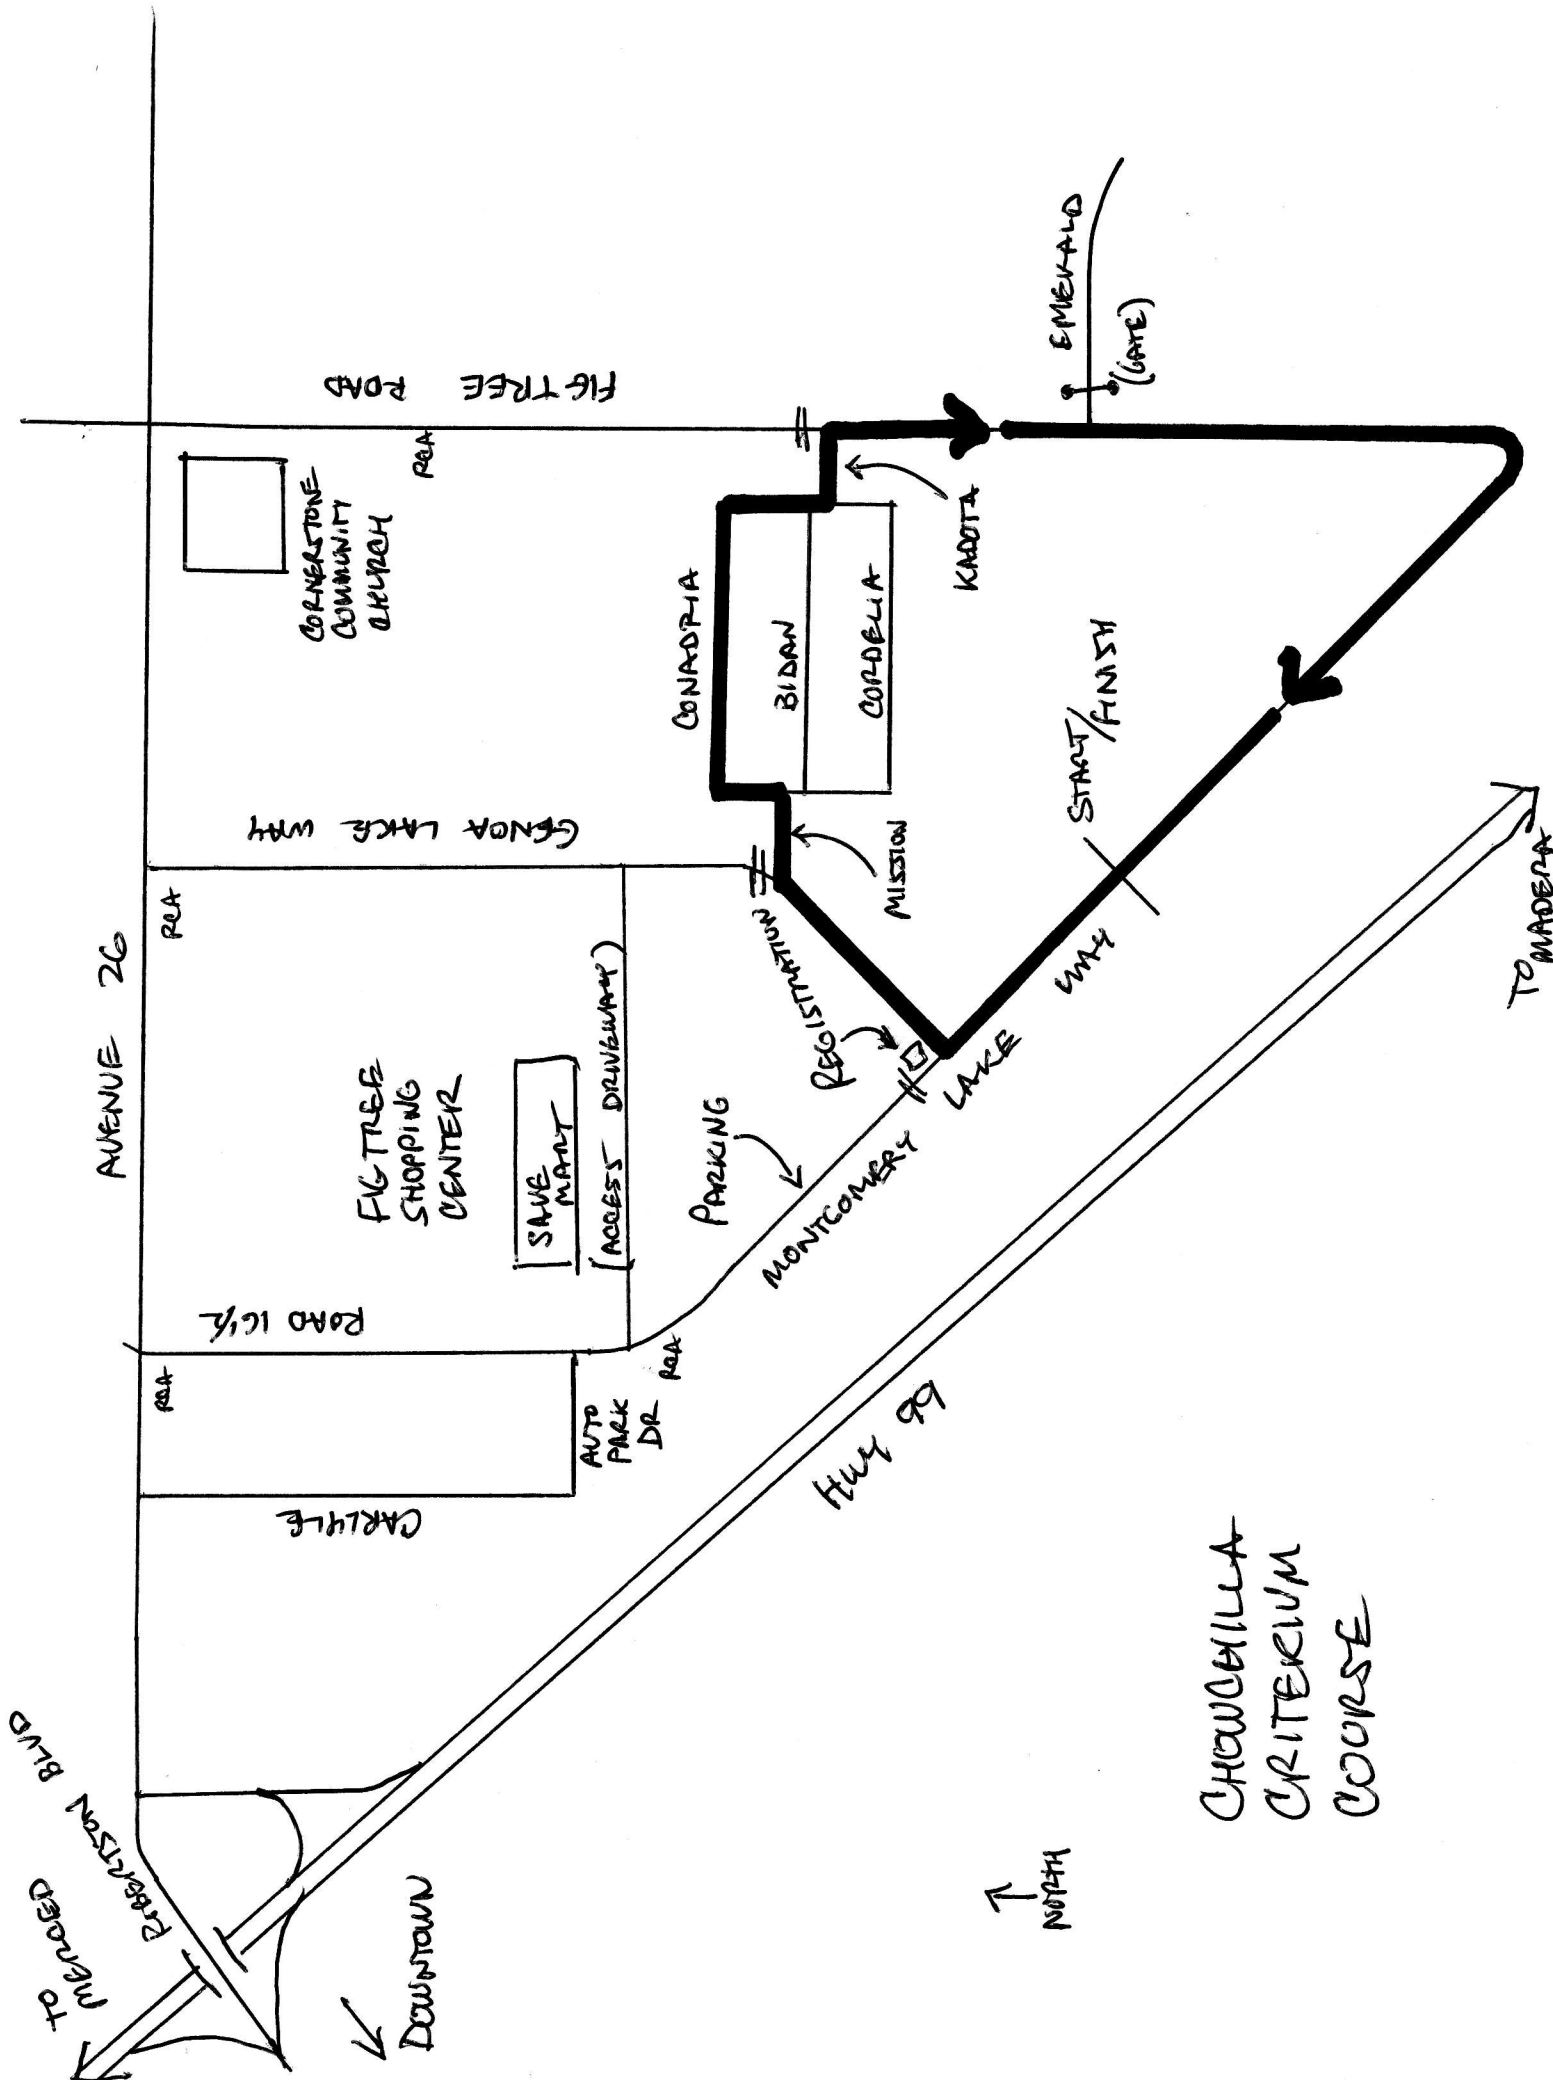 TO
MERCED
ROBERTSON BLVD
DOWNTOWN
AVENUE 26
CARLYLE
RCA
ROAD 16 1/2
AUTO
PARK
DR
RCA
FIGTREE
SHOPPING
CENTER
SAVE
MART
(ACCESS DRIVEWAY)
RCA
GENOA LAKE WAY
CORNERSTONE
COMMUNITY
CHURCH
RCA
FIG TREE ROAD
PARKING
REGISTRATION
MISSION
CONADRIA
BIDAN
CORDELIA
KADOTA
EMERALD
(GATE)
MONTGOMERY LAKE WAY
START/
FINISH
HWY 99
TO
MADERA
NORTH
CHOWCHILLA
CRITERIUM
COURSE